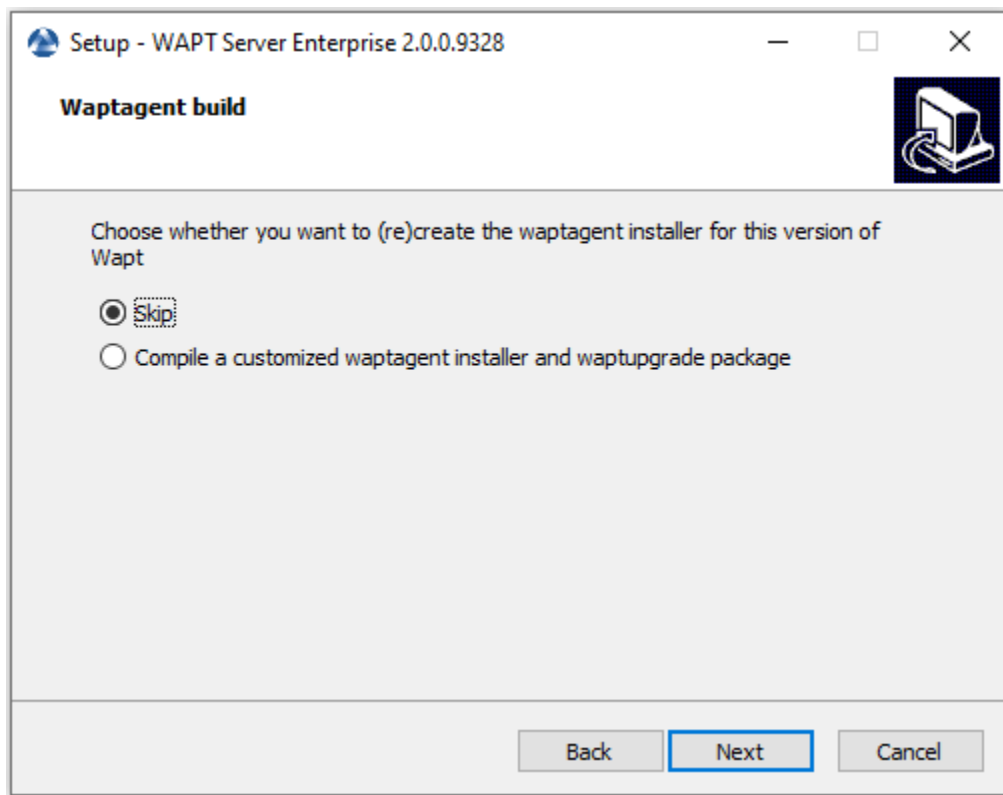 Setup - WAPT Server Enterprise 2.0.0.9328
Waptagent build
Choose whether you want to (re)create the waptagent installer for this version of
Wapt
Skip
Compile a customized waptagent installer and waptupgrade package
Back Next Cancel